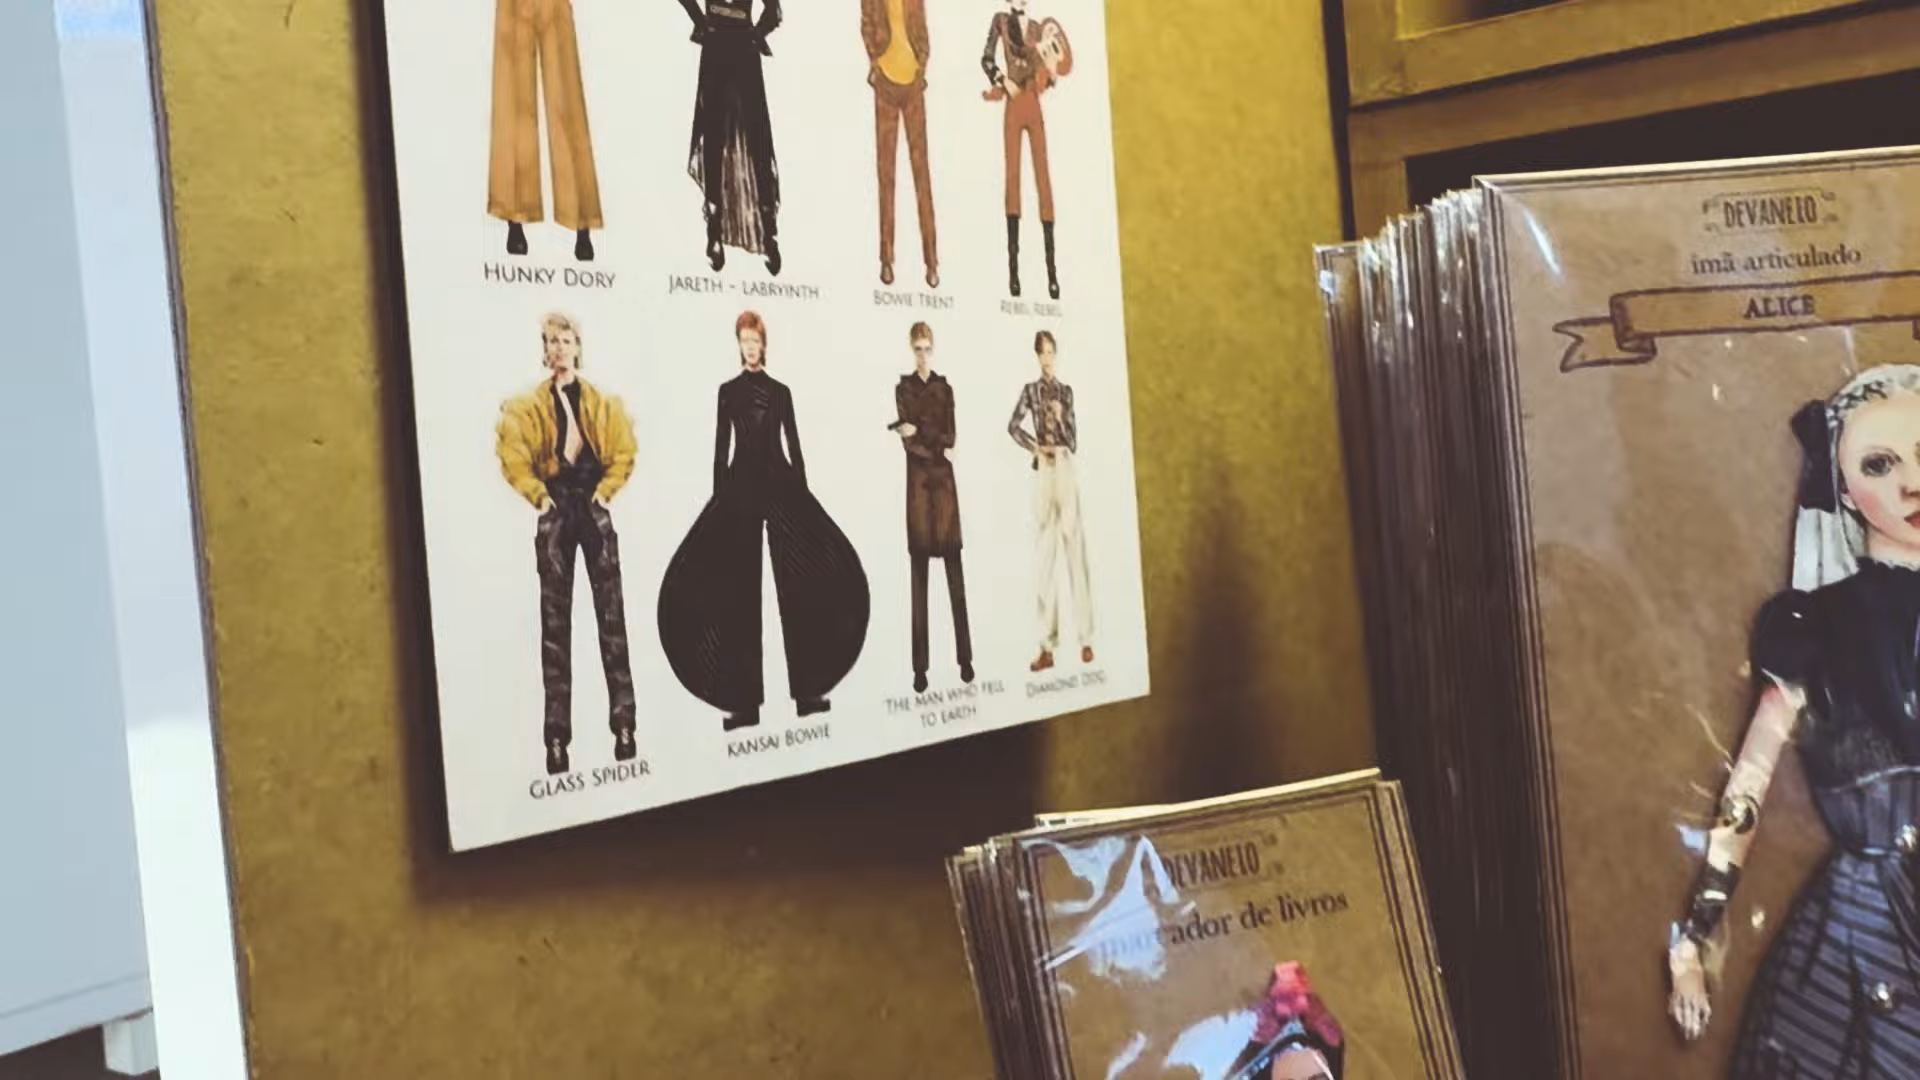 HUNKY DORY
JARETH - LABRYINTH
BOWIE TRENT
REBEL REBEL
GLASS SPIDER
KANSAI BOWIE
THE MAN WHO FELL
TO EARTH
DIAMOND DOG
DEVANEIO
imã articulado
ALICE
DEVANEIO
marcador de livros